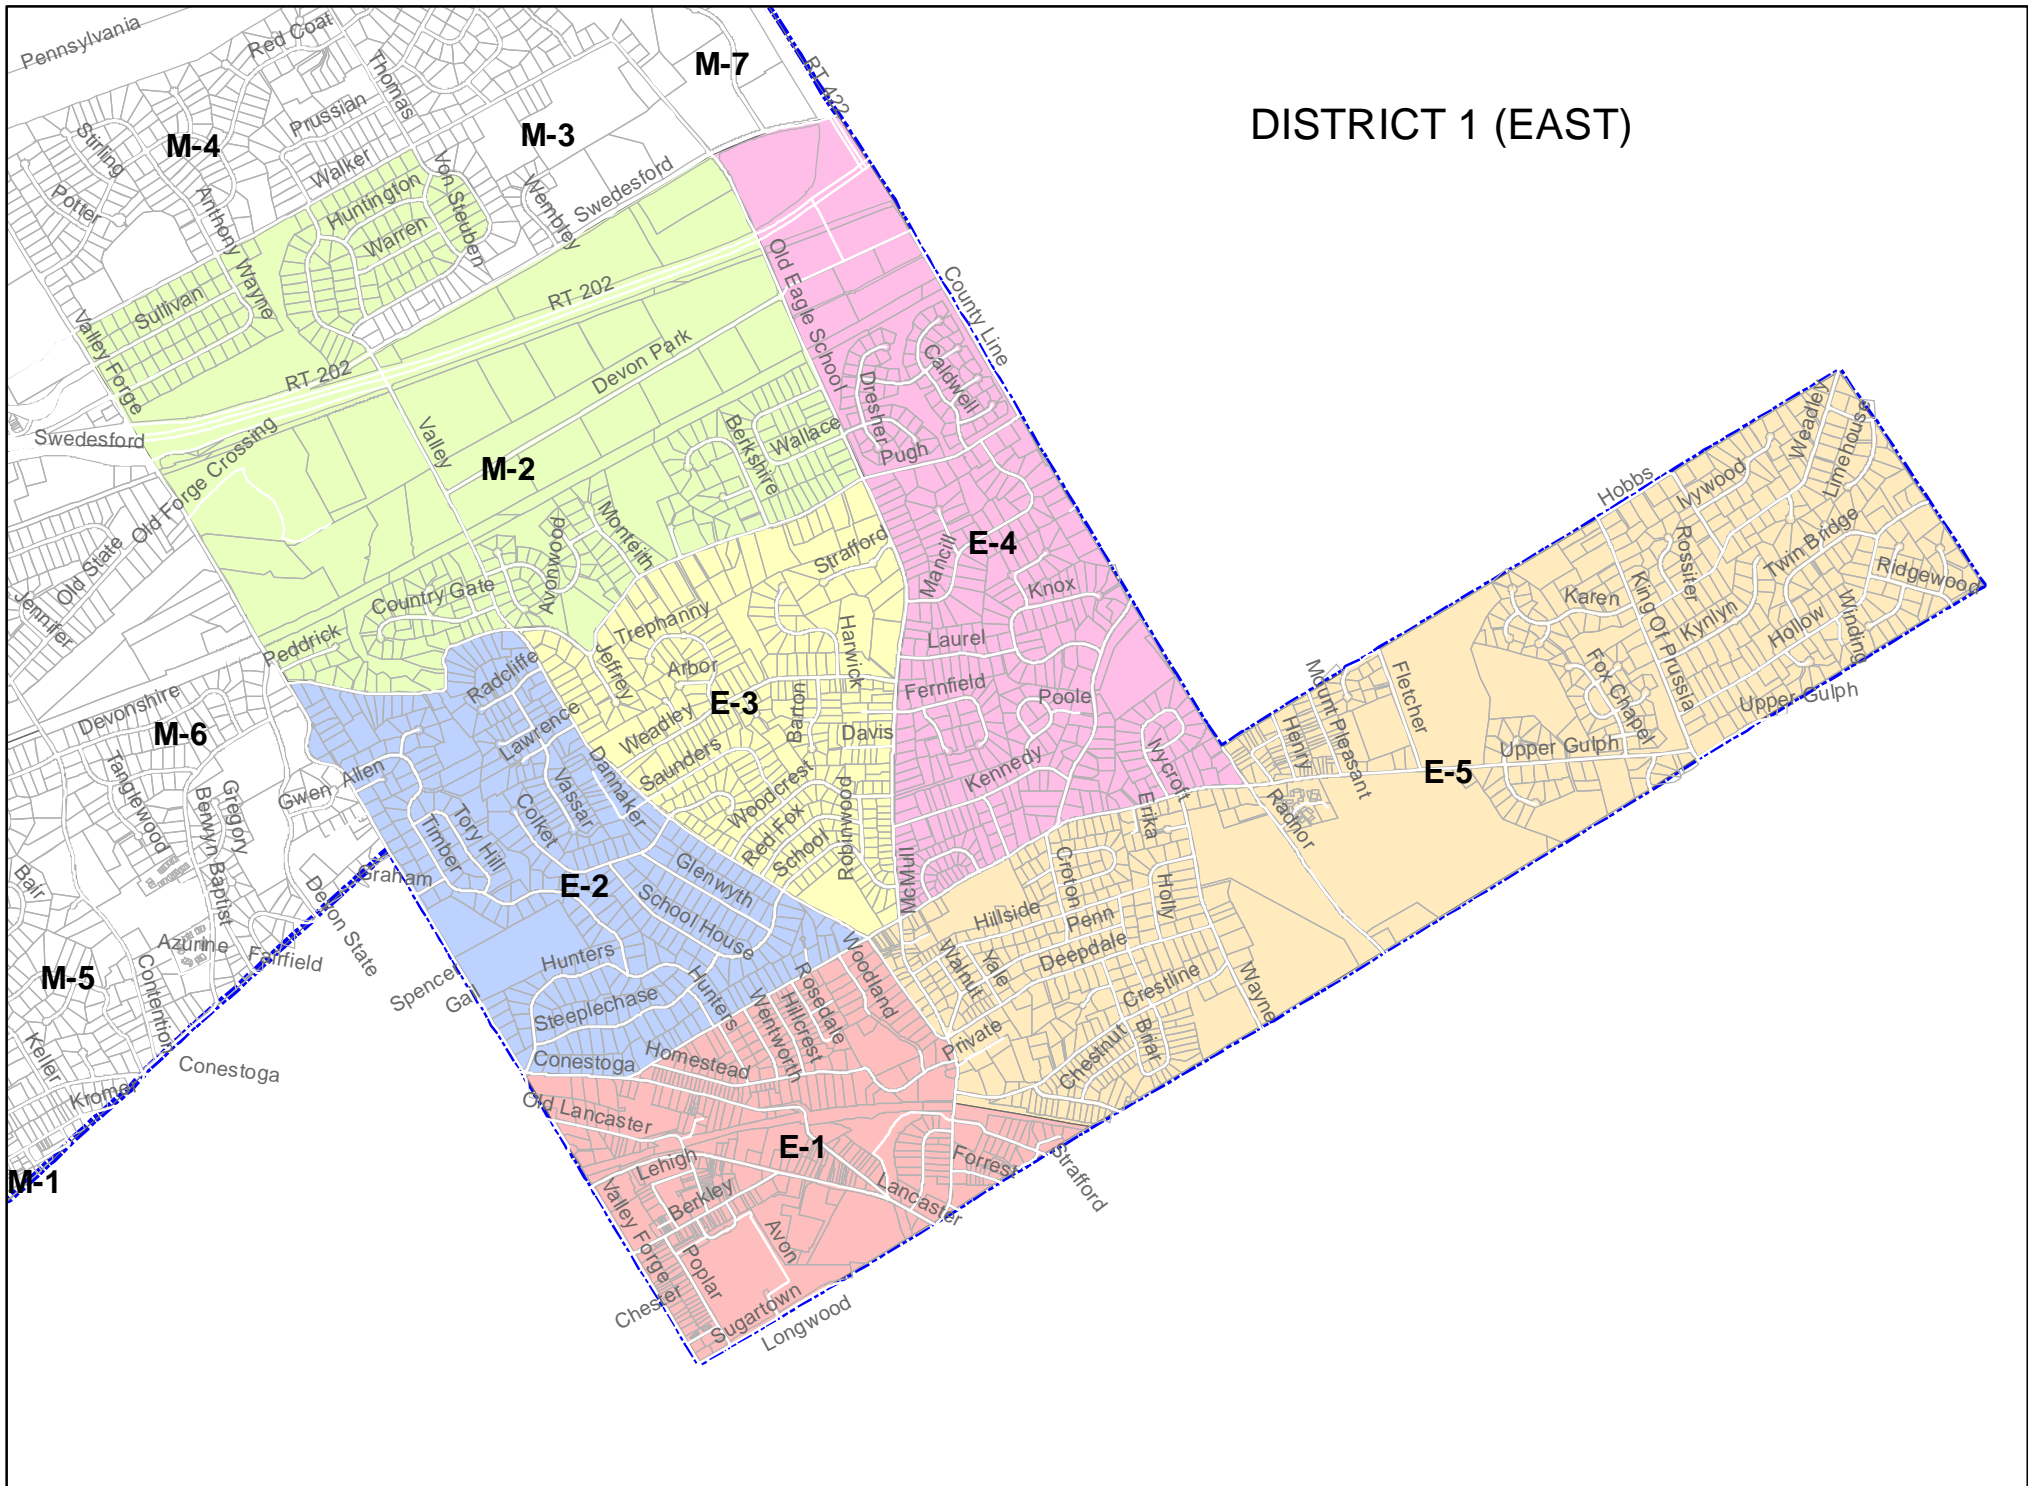 DISTRICT 1 (EAST)
Pennsylvania
Red Coat
Thomas
M-7
RT 422
Stirling
M-4
Prussian
M-3
Potter
Walker
Anthony Wayne
Huntington
Von Steuben
Warren
Wembley
Swedesford
Sullivan
Valley Forge
RT 202
RT 202
Old Eagle School
County Line
Devon Park
Dresher
Caldwell
Swedesford
Old Forge Crossing
Valley
M-2
Berkshire
Wallace
Pugh
Weadley
Limehouse
Hobbs
Ivywood
Old State
Jennifer
Avonwood
Monteith
Strafford
Mancill
E-4
Rossiter
Twin Bridge
Ridgewood
Country Gate
Peddrick
Trephanny
Harwick
Knox
Laurel
Karen
King Of Prussia
Kynlyn
Hollow
Winding
Radcliffe
Jeffrey
Arbor
E-3
Fernfield
Poole
Mount Pleasant
Fletcher
Fox Chapel
Upper Gulph
Devonshire
M-6
Lawrence
Weadley
Barton
Davis
Henry
Upper Gulph
Tanglewood
Gregory
Gwen Allen
Dannaker
Saunders
Kennedy
Ivycroft
E-5
Berwyn Baptist
Timber
Tory Hill
Colket
Vassar
Woodcrest
Red Fox
School
Robinwood
Erika
Radnor
Bair
Graham
E-2
Glenwyth
School House
McIlwain
Croton
Holly
Devon State
Hillside
Penn
Azurine
Fairfield
Hunters
Woodland
Walnut
Yale
Deepdale
M-5
Contention
Spencer
Steeplechase
Hunters
Wentworth
Hillcrest
Rosedale
Crestline
Wayne
Keller
Conestoga
Conestoga
Homestead
Private
Chestnut
Briar
Kromer
Old Lancaster
E-1
M-1
Lehigh
Forrest
Strafford
Berkley
Lancaster
Valley Forge
Avon
Poplar
Chester
Sugartown
Longwood